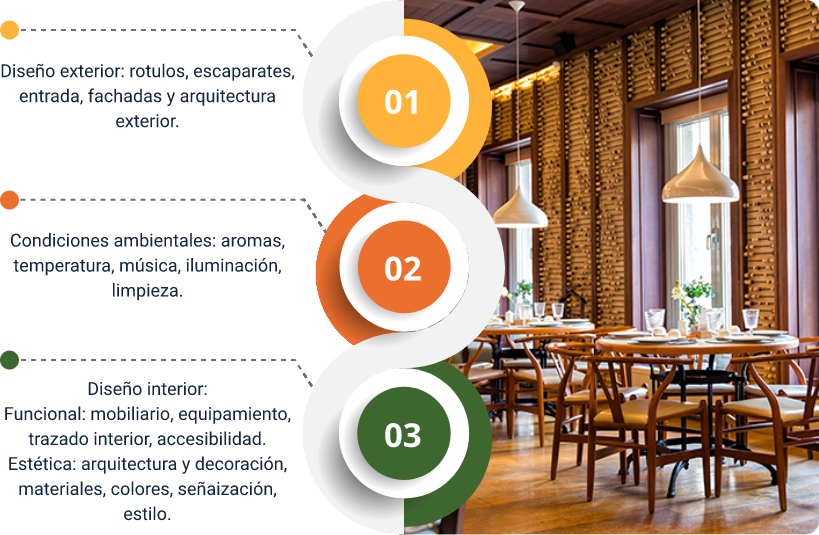 Diseño exterior: rotulos, escaparates,
entrada, fachadas y arquitectura
exterior.
01
Condiciones ambientales: aromas,
temperatura, música, iluminación,
limpieza.
02
Diseño interior:
Funcional: mobiliario, equipamiento,
trazado interior, accesibilidad.
Estética: arquitectura y decoración,
materiales, colores, señaización,
estilo.
03